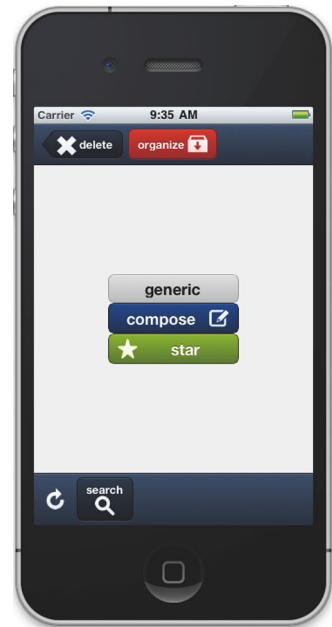 Carrier 9:35 AM
delete organize
generic
compose
star
search